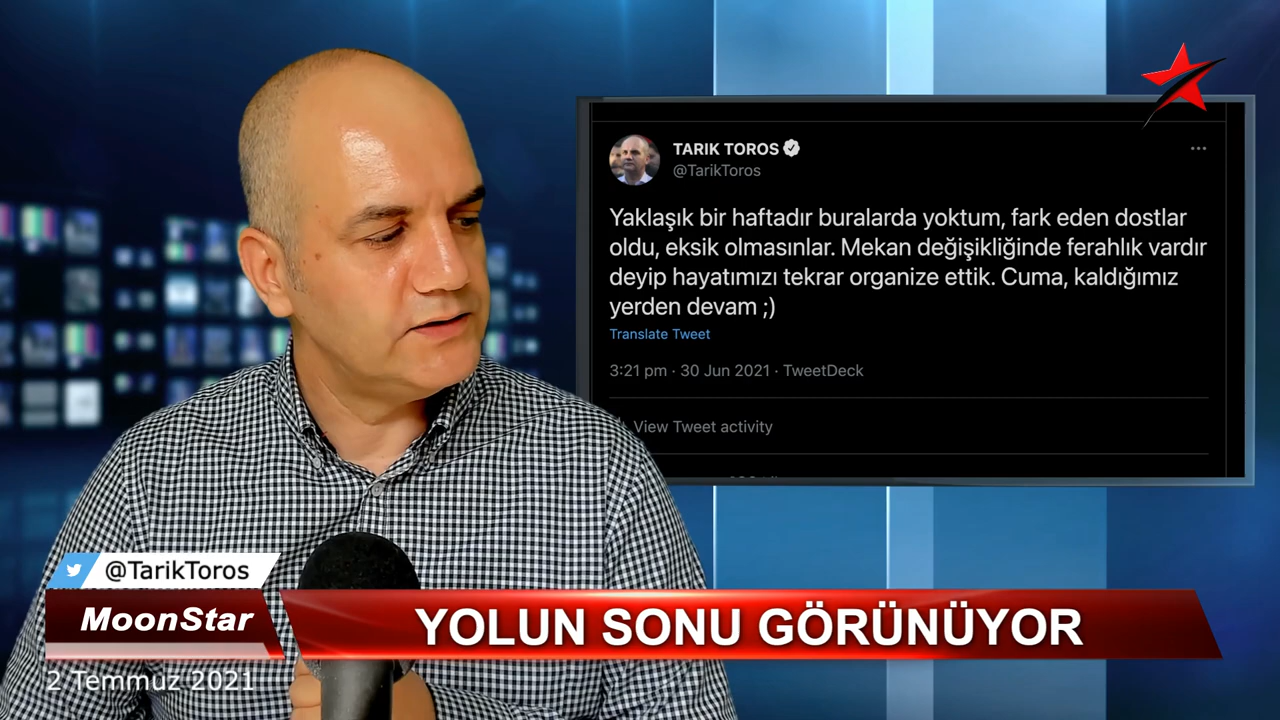 TARIK TOROS
@TarikToros
Yaklaşık bir haftadır buralarda yoktum, fark eden dostlar
oldu, eksik olmasınlar. Mekan değişikliğinde ferahlık vardır
deyip hayatımızı tekrar organize ettik. Cuma, kaldığımız
yerden devam ;)
Translate Tweet
3:21 pm · 30 Jun 2021 · TweetDeck
View Tweet activity
@TarikToros
MoonStar
YOLUN SONU GÖRÜNÜYOR
2 Temmuz 2021